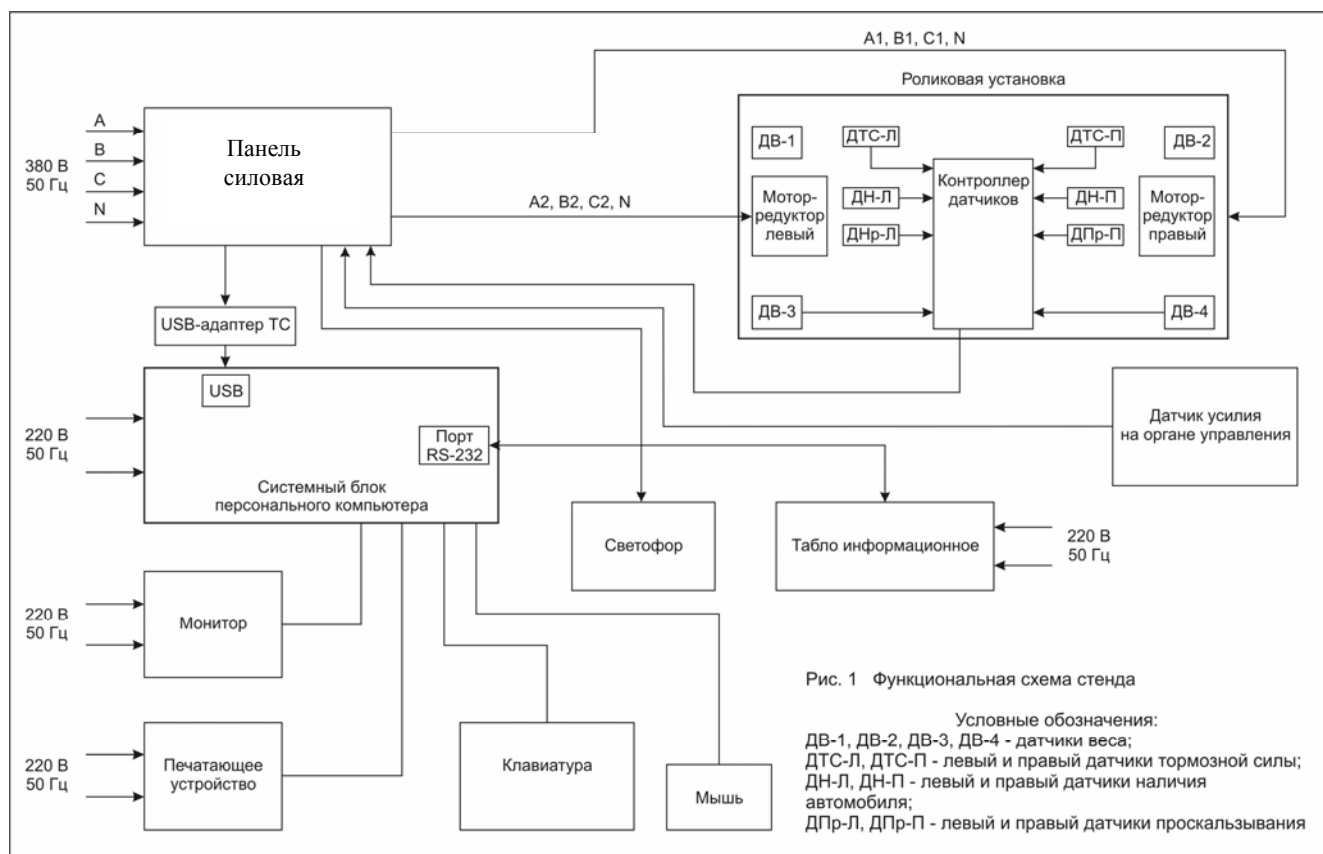 A1, B1, C1, N
Роликовая установка
A
B
C
N
380 В
50 Гц
Панель
силовая
A2, B2, C2, N
ДВ-1
ДТС-Л
ДТС-П
ДВ-2
Мотор-
редуктор
левый
ДН-Л
ДНр-Л
Контроллер
датчиков
ДН-П
ДПр-П
Мотор-
редуктор
правый
ДВ-3
ДВ-4
USB-адаптер ТС
USB
220 В
50 Гц
Порт
RS-232
Системный блок
персонального компьютера
Датчик усилия
на органе управления
Светофор
Табло информационное
220 В
50 Гц
220 В
50 Гц
Монитор
220 В
50 Гц
Печатающее
устройство
Клавиатура
Мышь
Рис. 1 Функциональная схема стенда
Условные обозначения:
ДВ-1, ДВ-2, ДВ-3, ДВ-4 - датчики веса;
ДТС-Л, ДТС-П - левый и правый датчики тормозной силы;
ДН-Л, ДН-П - левый и правый датчики наличия
автомобиля;
ДПр-Л, ДПр-П - левый и правый датчики проскальзывания